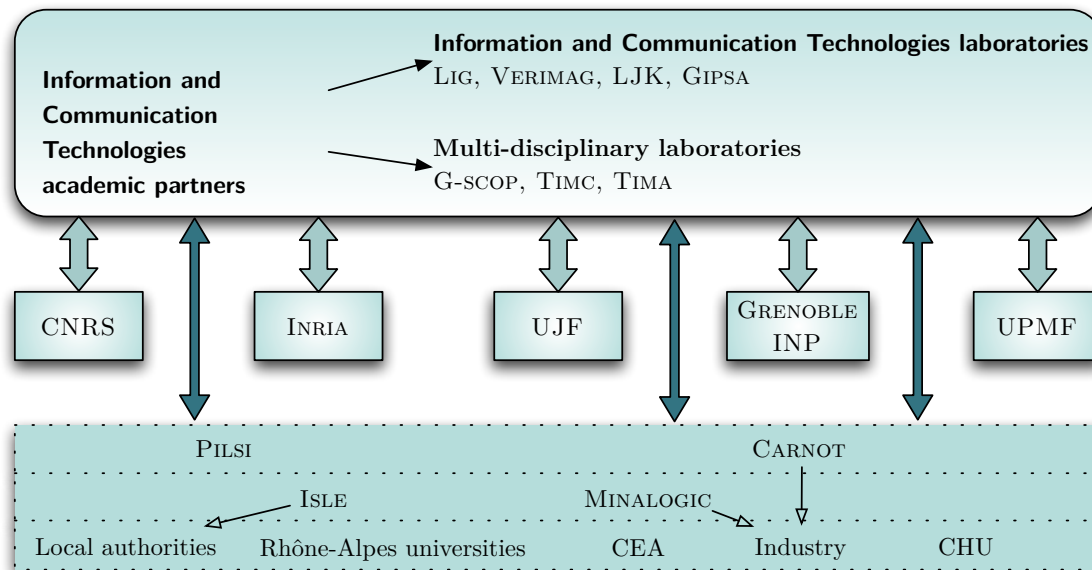 Information and Communication Technologies laboratories
LIG, VERIMAG, LJK, GIPSA
Information and
Communication
Technologies
academic partners
Multi-disciplinary laboratories
G-SCOP, TIMC, TIMA
CNRS
INRIA
UJF
GRENOBLE
INP
UPMF
PILSI
CARNOT
ISLE
MINALOGIC
Local authorities
Rhône-Alpes universities
CEA
Industry
CHU